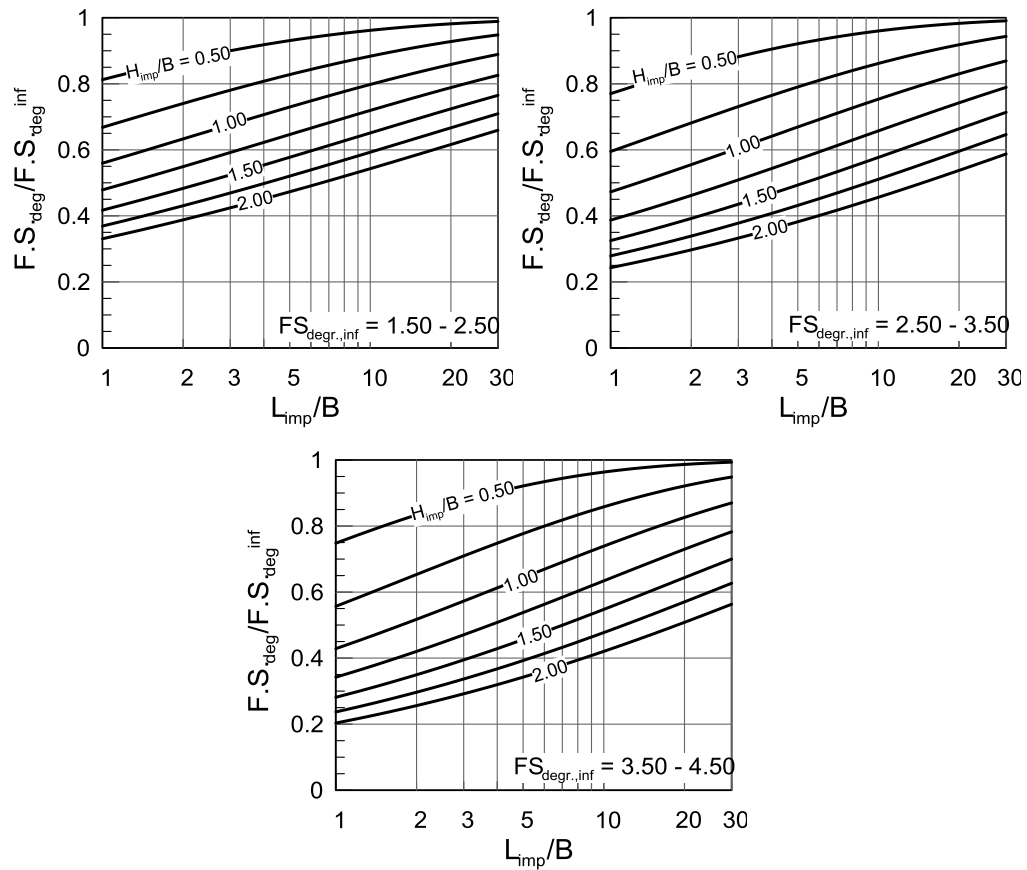 1
0.8
0.6
0.4
0.2
0
F.S._deg/F.S._deg^inf
H_imp/B = 0.50
1.00
1.50
2.00
FS_degr.,inf = 1.50 - 2.50
1 2 3 5 10 20 30
L_imp/B
1
0.8
0.6
0.4
0.2
0
F.S._deg/F.S._deg^inf
H_imp/B = 0.50
1.00
1.50
2.00
FS_degr.,inf = 2.50 - 3.50
1 2 3 5 10 20 30
L_imp/B
1
0.8
0.6
0.4
0.2
0
F.S._deg/F.S._deg^inf
H_imp/B = 0.50
1.00
1.50
2.00
FS_degr.,inf = 3.50 - 4.50
1 2 3 5 10 20 30
L_imp/B